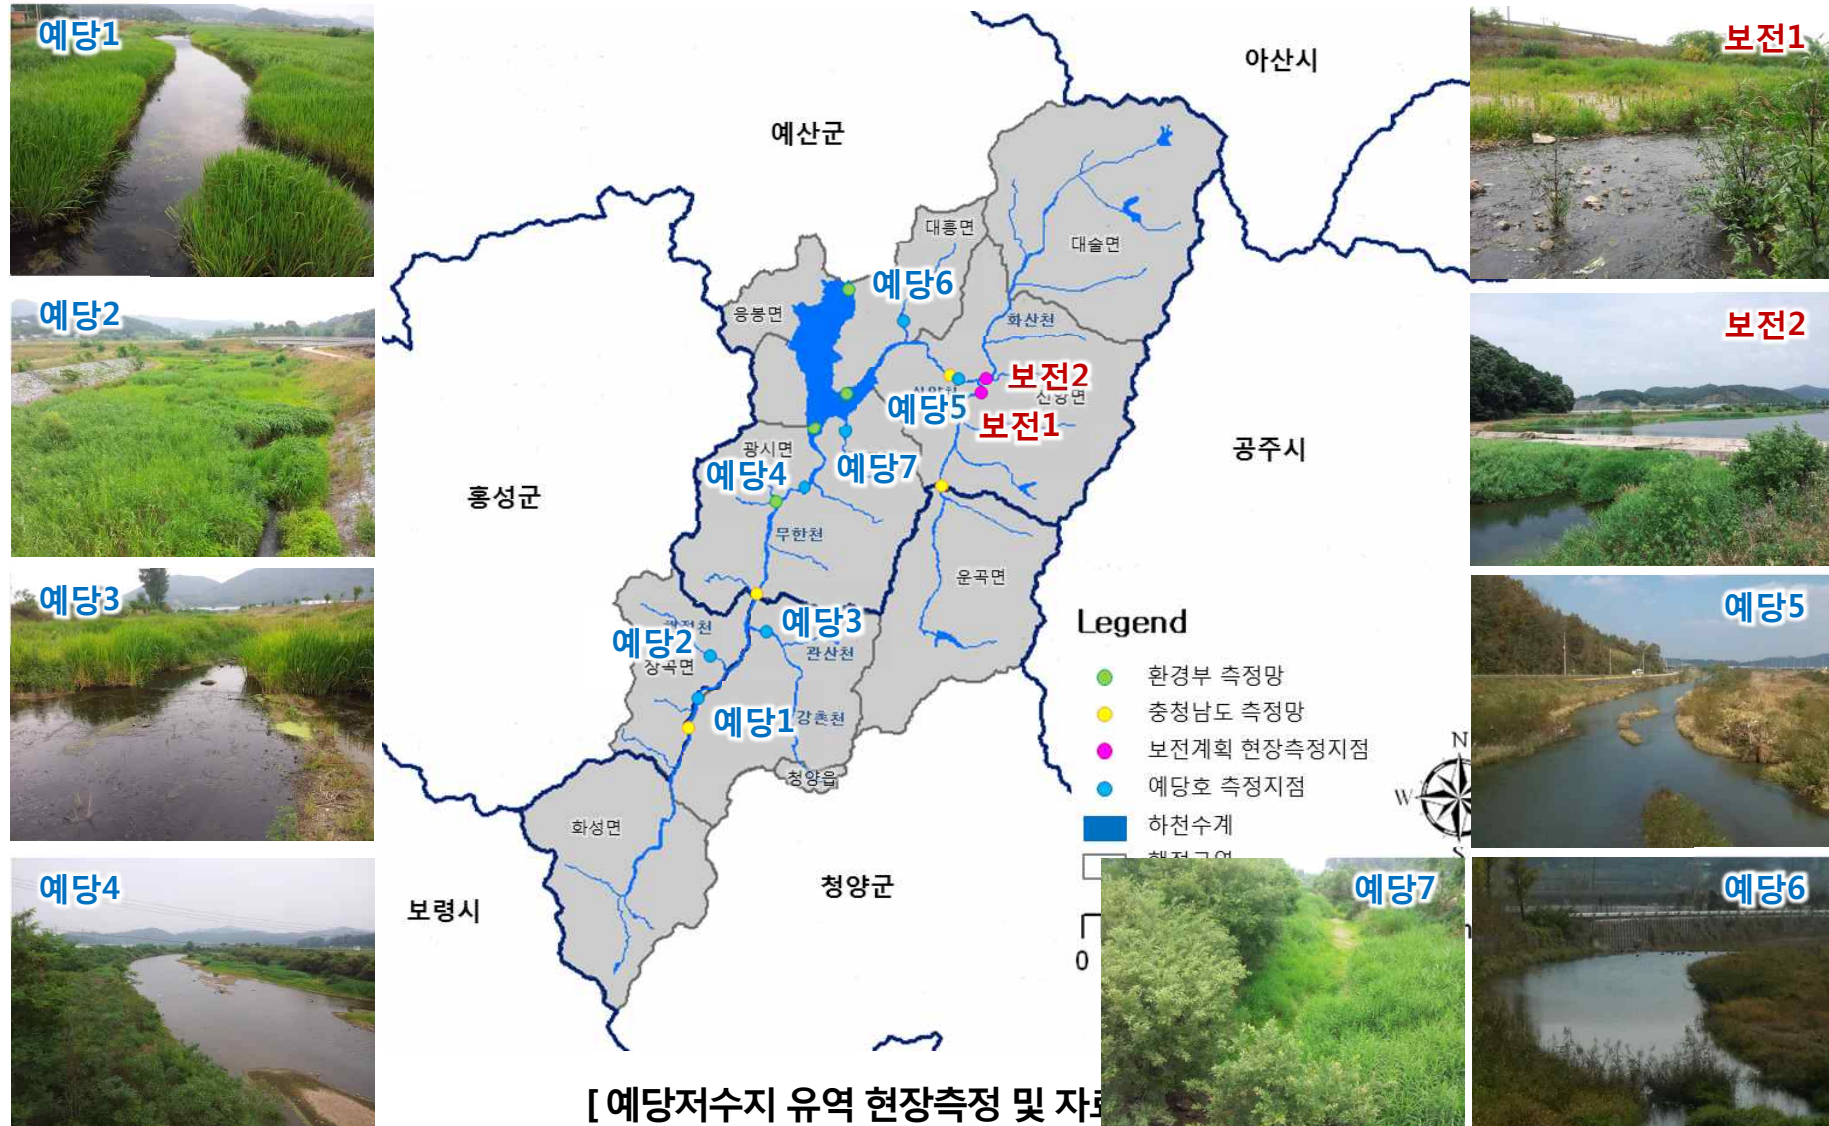 예당1
보전1
아산시
예산군
대흥면
대술면
예당6
응봉면
화산천
예당2
보전2
보전2
신양면
예당5
보전1
광시면
예당4
예당7
공주시
홍성군
무한천
운곡면
예당3
예당3
예당2
관산천
장곡면
예당1
강촌천
청양읍
예당5
Legend
환경부 측정망
충청남도 측정망
보전계획 현장측정지점
예당호 측정지점
하천수계
N
W
S
0
화성면
청양군
보령시
예당4
예당7
예당6
[ 예당저수지 유역 현장측정 및